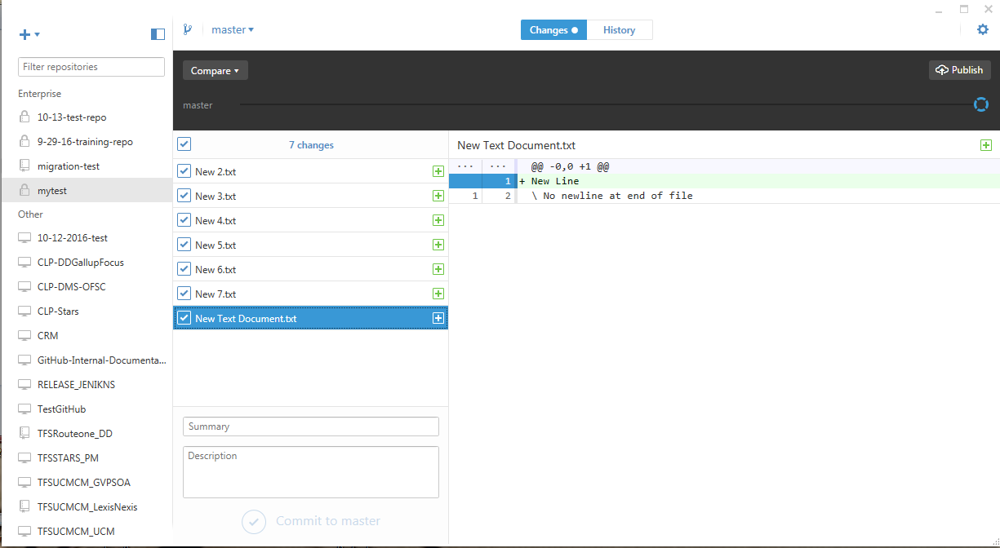 master
Changes
History
Filter repositories
Enterprise
10-13-test-repo
9-29-16-training-repo
migration-test
mytest
Other
10-12-2016-test
CLP-DDGallupFocus
CLP-DMS-OFSC
CLP-Stars
CRM
GitHub-Internal-Documenta...
RELEASE_JENIKNS
TestGitHub
TFSRouteone_DD
TFSSTARS_PM
TFSUCMCM_GVPSOA
TFSUCMCM_LexisNexis
TFSUCMCM_UCM
Compare
Publish
master
7 changes
New 2.txt
New 3.txt
New 4.txt
New 5.txt
New 6.txt
New 7.txt
New Text Document.txt
Summary
Description
Commit to master
New Text Document.txt
... ... @@ -0,0 +1 @@
1 + New Line
1 2 \ No newline at end of file